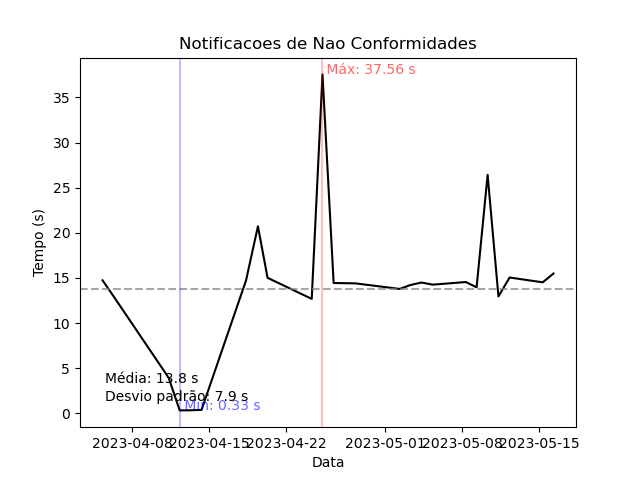 Notificacoes de Nao Conformidades
Máx: 37.56 s
35
30
25
20
15
10
5
0
Tempo (s)
Média: 13.8 s
Desvio padrão: 7.9 s
Mín: 0.33 s
2023-04-08 2023-04-15 2023-04-22 2023-05-01 2023-05-08 2023-05-15
Data